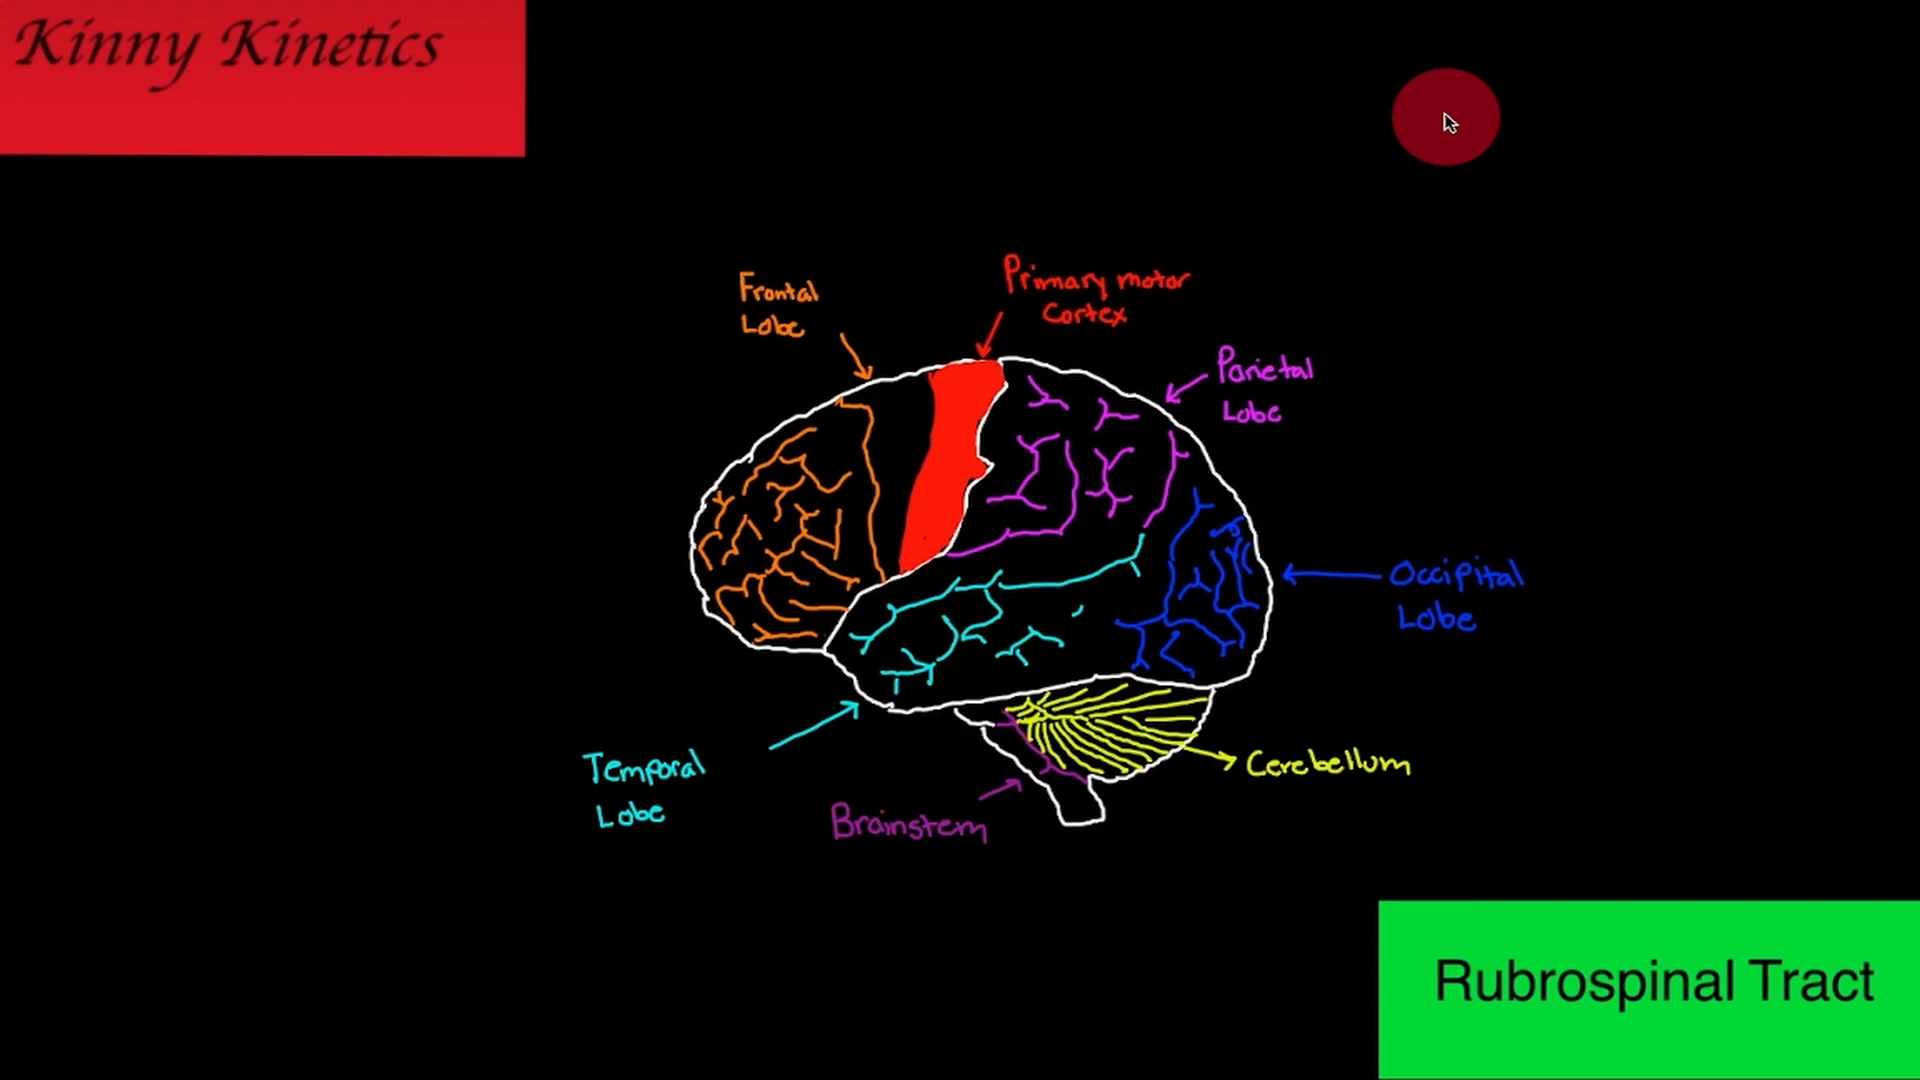 Kinny Kinetics
Frontal
Lobe
Primary motor
Cortex
Parietal
Lobe
Occipital
Lobe
Temporal
Lobe
Brainstem
Cerebellum
Rubrospinal Tract